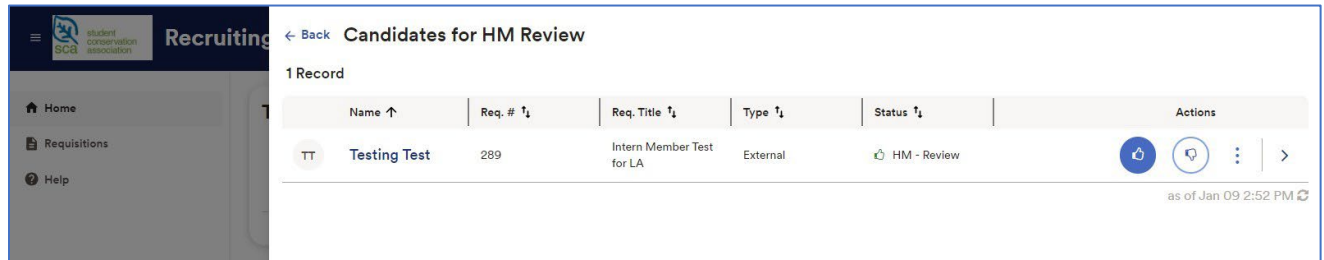 student
conservation
association
sca
Recruiting
Home
Requisitions
Help
T
← Back Candidates for HM Review
1 Record
Name ↑ Req. # ↑↓ Req. Title ↑↓ Type ↑↓ Status ↑↓ Actions
TT Testing Test 289 Intern Member Test for LA External HM - Review
as of Jan 09 2:52 PM